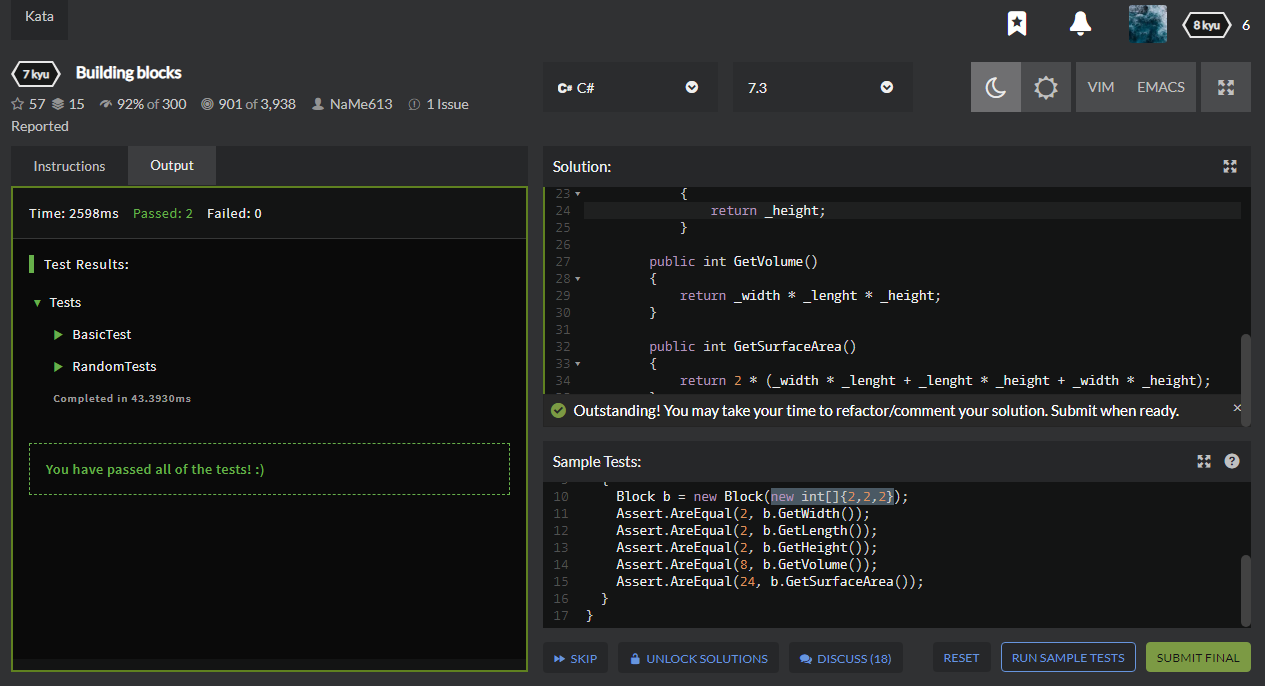 Kata
8 kyu 6
7 kyu Building blocks
57 15 92% of 300 901 of 3,938 NaMe613 1 Issue
Reported
C# C#
7.3
VIM EMACS
Instructions Output
Time: 2598ms Passed: 2 Failed: 0
Test Results:
Tests
BasicTest
RandomTests
Completed in 43.3930ms
You have passed all of the tests! :)
Solution:
23 {
24 return _height;
25 }
26
27 public int GetVolume()
28 {
29 return _width * _lenght * _height;
30 }
31
32 public int GetSurfaceArea()
33 {
34 return 2 * (_width * _lenght + _lenght * _height + _width * _height);
Outstanding! You may take your time to refactor/comment your solution. Submit when ready. ×
Sample Tests: ?
10 Block b = new Block(new int[]{2,2,2});
11 Assert.AreEqual(2, b.GetWidth());
12 Assert.AreEqual(2, b.GetLength());
13 Assert.AreEqual(2, b.GetHeight());
14 Assert.AreEqual(8, b.GetVolume());
15 Assert.AreEqual(24, b.GetSurfaceArea());
16 }
17 }
SKIP UNLOCK SOLUTIONS DISCUSS (18) RESET RUN SAMPLE TESTS SUBMIT FINAL